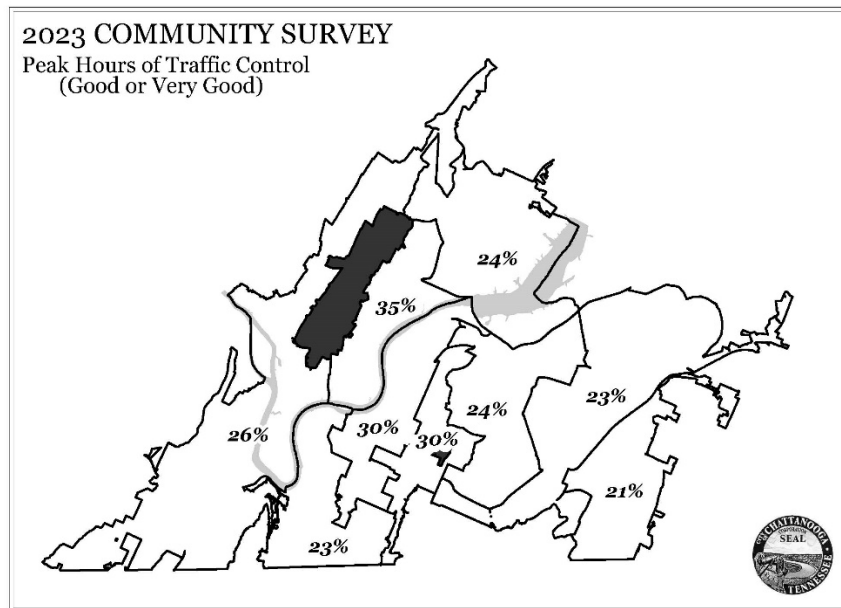 2023 COMMUNITY SURVEY
Peak Hours of Traffic Control
(Good or Very Good)
24%
35%
23%
24%
26%
30%
30%
21%
23%
CHATTANOOGA
CORPORATION
SEAL
TENNESSEE